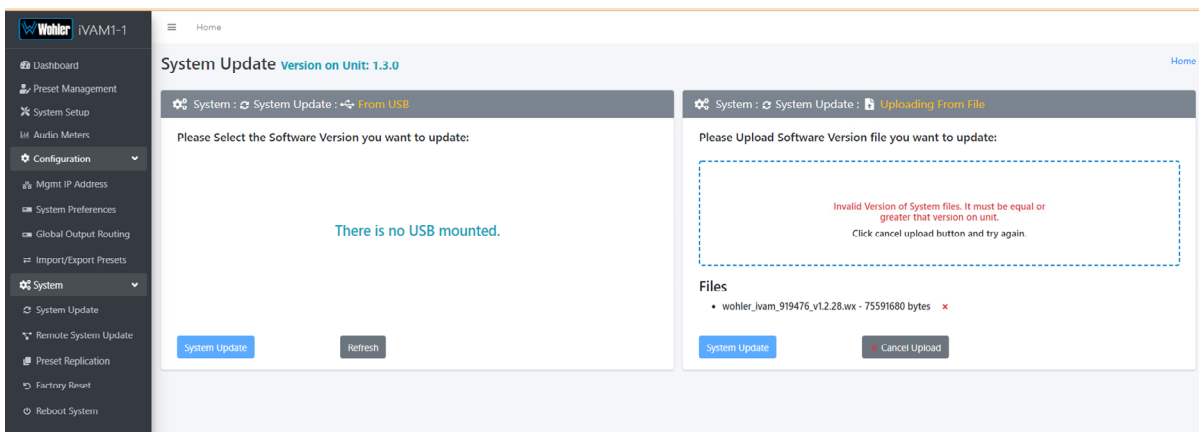 Wohler iVAM1-1
Home
Dashboard
Preset Management
System Setup
Audio Meters
Configuration
Mgmt IP Address
System Preferences
Global Output Routing
Import/Export Presets
System
System Update
Remote System Update
Preset Replication
Factory Reset
Reboot System
System Update Version on Unit: 1.3.0
Home
System : System Update : From USB
Please Select the Software Version you want to update:
There is no USB mounted.
System Update
Refresh
System : System Update : Uploading From File
Please Upload Software Version file you want to update:
Invalid Version of System files. It must be equal or
greater that version on unit.
Click cancel upload button and try again.
Files
• wohler_ivam_919476_v1.2.28.wx - 75591680 bytes ×
System Update
× Cancel Upload